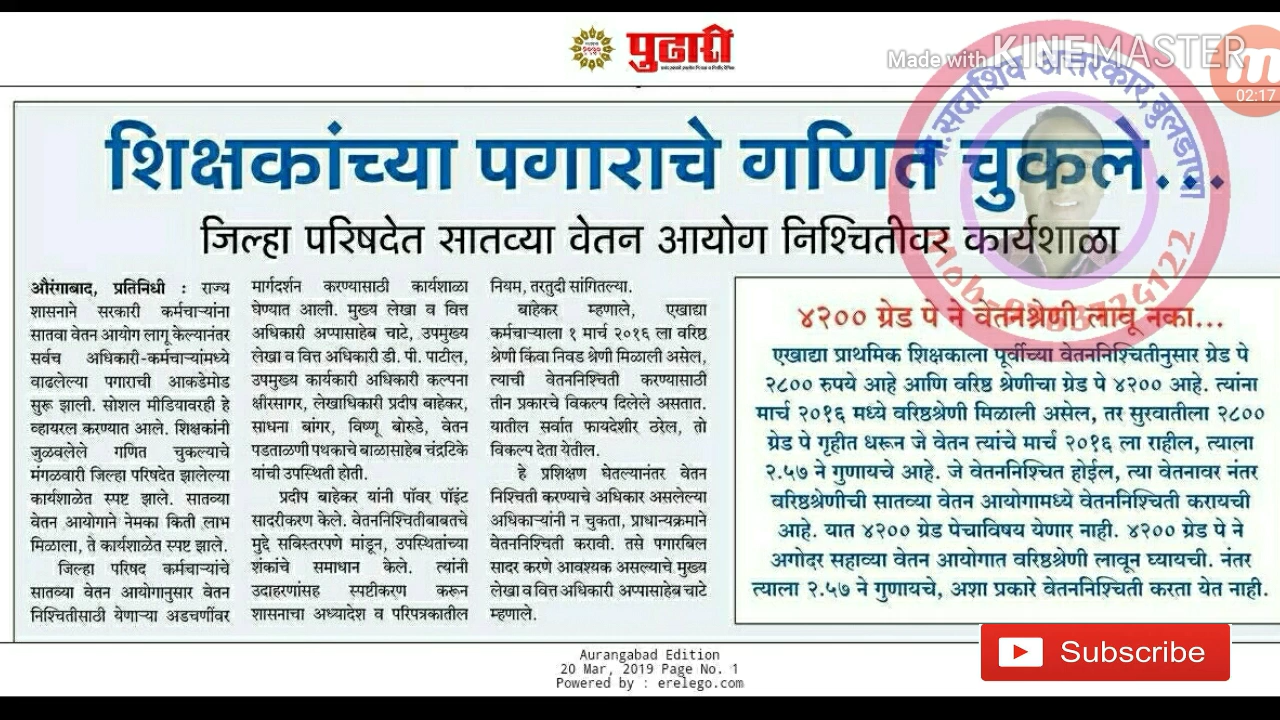 पुढारी
Made with KINEMASTER
02:17
प्रा.सदाशिव अत्तरकार,बुलडाणा
शिक्षकांच्या पगाराचे गणित चुकले...
जिल्हा परिषदेत सातव्या वेतन आयोग निश्चितीवर कार्यशाळा
औरंगाबाद, प्रतिनिधी : राज्य
शासनाने सरकारी कर्मचाऱ्यांना
सातवा वेतन आयोग लागू केल्यानंतर
सर्वच अधिकारी-कर्मचाऱ्यांमध्ये
वाढलेल्या पगाराची आकडेमोड
सुरू झाली. सोशल मीडियावरही हे
व्हायरल करण्यात आले. शिक्षकांनी
जुळवलेले गणित चुकल्याचे
मंगळवारी जिल्हा परिषदेत झालेल्या
कार्यशाळेत स्पष्ट झाले. सातव्या
वेतन आयोगाने नेमका किती लाभ
मिळाला, ते कार्यशाळेत स्पष्ट झाले.
जिल्हा परिषद कर्मचाऱ्यांचे
सातव्या वेतन आयोगानुसार वेतन
निश्चितीसाठी येणाऱ्या अडचणींवर
मार्गदर्शन करण्यासाठी कार्यशाळा
घेण्यात आली. मुख्य लेखा व वित्त
अधिकारी अप्पासाहेब चाटे, उपमुख्य
लेखा व वित्त अधिकारी डी. पी. पाटील,
उपमुख्य कार्यकारी अधिकारी कल्पना
क्षीरसागर, लेखाधिकारी प्रदीप बाहेकर,
साधना बांगर, विष्णू बोरुडे, वेतन
पडताळणी पथकाचे बाळासाहेब चंद्रटिके
यांची उपस्थिती होती.
प्रदीप बाहेकर यांनी पॉवर पॉइंट
सादरीकरण केले. वेतननिश्चितीबाबतचे
मुद्दे सविस्तरपणे मांडून, उपस्थितांच्या
शंकांचे समाधान केले. त्यांनी
उदाहरणांसह स्पष्टीकरण करून
शासनाचा अध्यादेश व परिपत्रकातील
नियम, तरतुदी सांगितल्या.
बाहेकर म्हणाले, एखाद्या
कर्मचाऱ्याला १ मार्च २०१६ ला वरिष्ठ
श्रेणी किंवा निवड श्रेणी मिळाली असेल,
त्याची वेतननिश्चिती करण्यासाठी
तीन प्रकारचे विकल्प दिलेले असतात.
यातील सर्वात फायदेशीर ठरेल, तो
विकल्प देता येतील.
हे प्रशिक्षण घेतल्यानंतर वेतन
निश्चिती करण्याचे अधिकार असलेल्या
अधिकाऱ्यांनी न चुकता, प्राधान्यक्रमाने
वेतननिश्चिती करावी. तसे पगारबिल
सादर करणे आवश्यक असल्याचे मुख्य
लेखा व वित्त अधिकारी अप्पासाहेब चाटे
म्हणाले.
४२०० ग्रेड पे ने वेतनश्रेणी लावू नका...
एखाद्या प्राथमिक शिक्षकाला पूर्वीच्या वेतननिश्चितीनुसार ग्रेड पे
२८०० रुपये आहे आणि वरिष्ठ श्रेणीचा ग्रेड पे ४२०० आहे. त्यांना
मार्च २०१६ मध्ये वरिष्ठश्रेणी मिळाली असेल, तर सुरवातीला २८००
ग्रेड पे गृहीत धरून जे वेतन त्यांचे मार्च २०१६ ला राहील, त्याला
२.५७ ने गुणायचे आहे. जे वेतननिश्चित होईल, त्या वेतनावर नंतर
वरिष्ठश्रेणीची सातव्या वेतन आयोगामध्ये वेतननिश्चिती करायची
आहे. यात ४२०० ग्रेड पेचाविषय येणार नाही. ४२०० ग्रेड पे ने
अगोदर सहाव्या वेतन आयोगात वरिष्ठश्रेणी लावून घ्यायची. नंतर
त्याला २.५७ ने गुणायचे, अशा प्रकारे वेतननिश्चिती करता येत नाही.
Subscribe
Aurangabad Edition
20 Mar, 2019 Page No. 1
Powered by : erelego.com